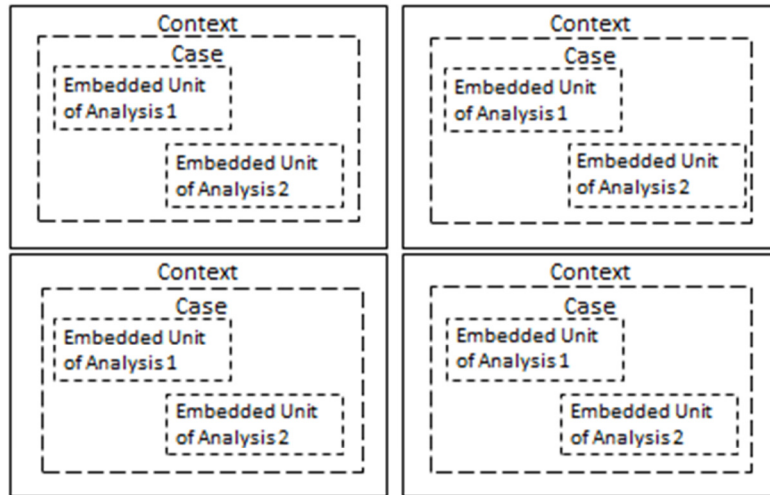 Context
Case
Embedded Unit
of Analysis 1
Embedded Unit
of Analysis 2
Context
Case
Embedded Unit
of Analysis 1
Embedded Unit
of Analysis 2
Context
Case
Embedded Unit
of Analysis 1
Embedded Unit
of Analysis 2
Context
Case
Embedded Unit
of Analysis 1
Embedded Unit
of Analysis 2